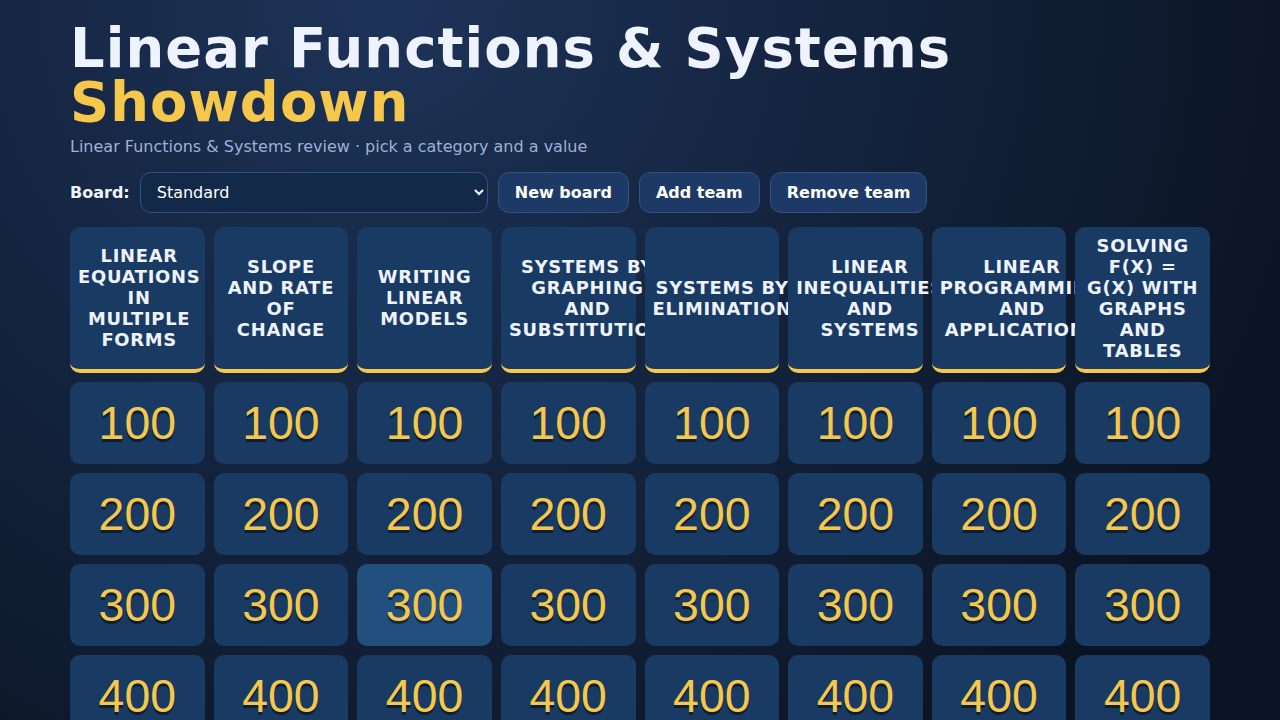 Linear Functions & Systems
Showdown
Linear Functions & Systems review · pick a category and a value
Board: Standard New board Add team Remove team
LINEAR
EQUATIONS
IN
MULTIPLE
FORMS
SLOPE
AND RATE
OF
CHANGE
WRITING
LINEAR
MODELS
SYSTEMS BY
GRAPHING
AND
SUBSTITUTIO
SYSTEMS BY
ELIMINATION
LINEAR
INEQUALITIES
AND
SYSTEMS
LINEAR
PROGRAMMI
AND
APPLICATION
SOLVING
F(X) =
G(X) WITH
GRAPHS
AND
TABLES
100 100 100 100 100 100 100 100
200 200 200 200 200 200 200 200
300 300 300 300 300 300 300 300
400 400 400 400 400 400 400 400